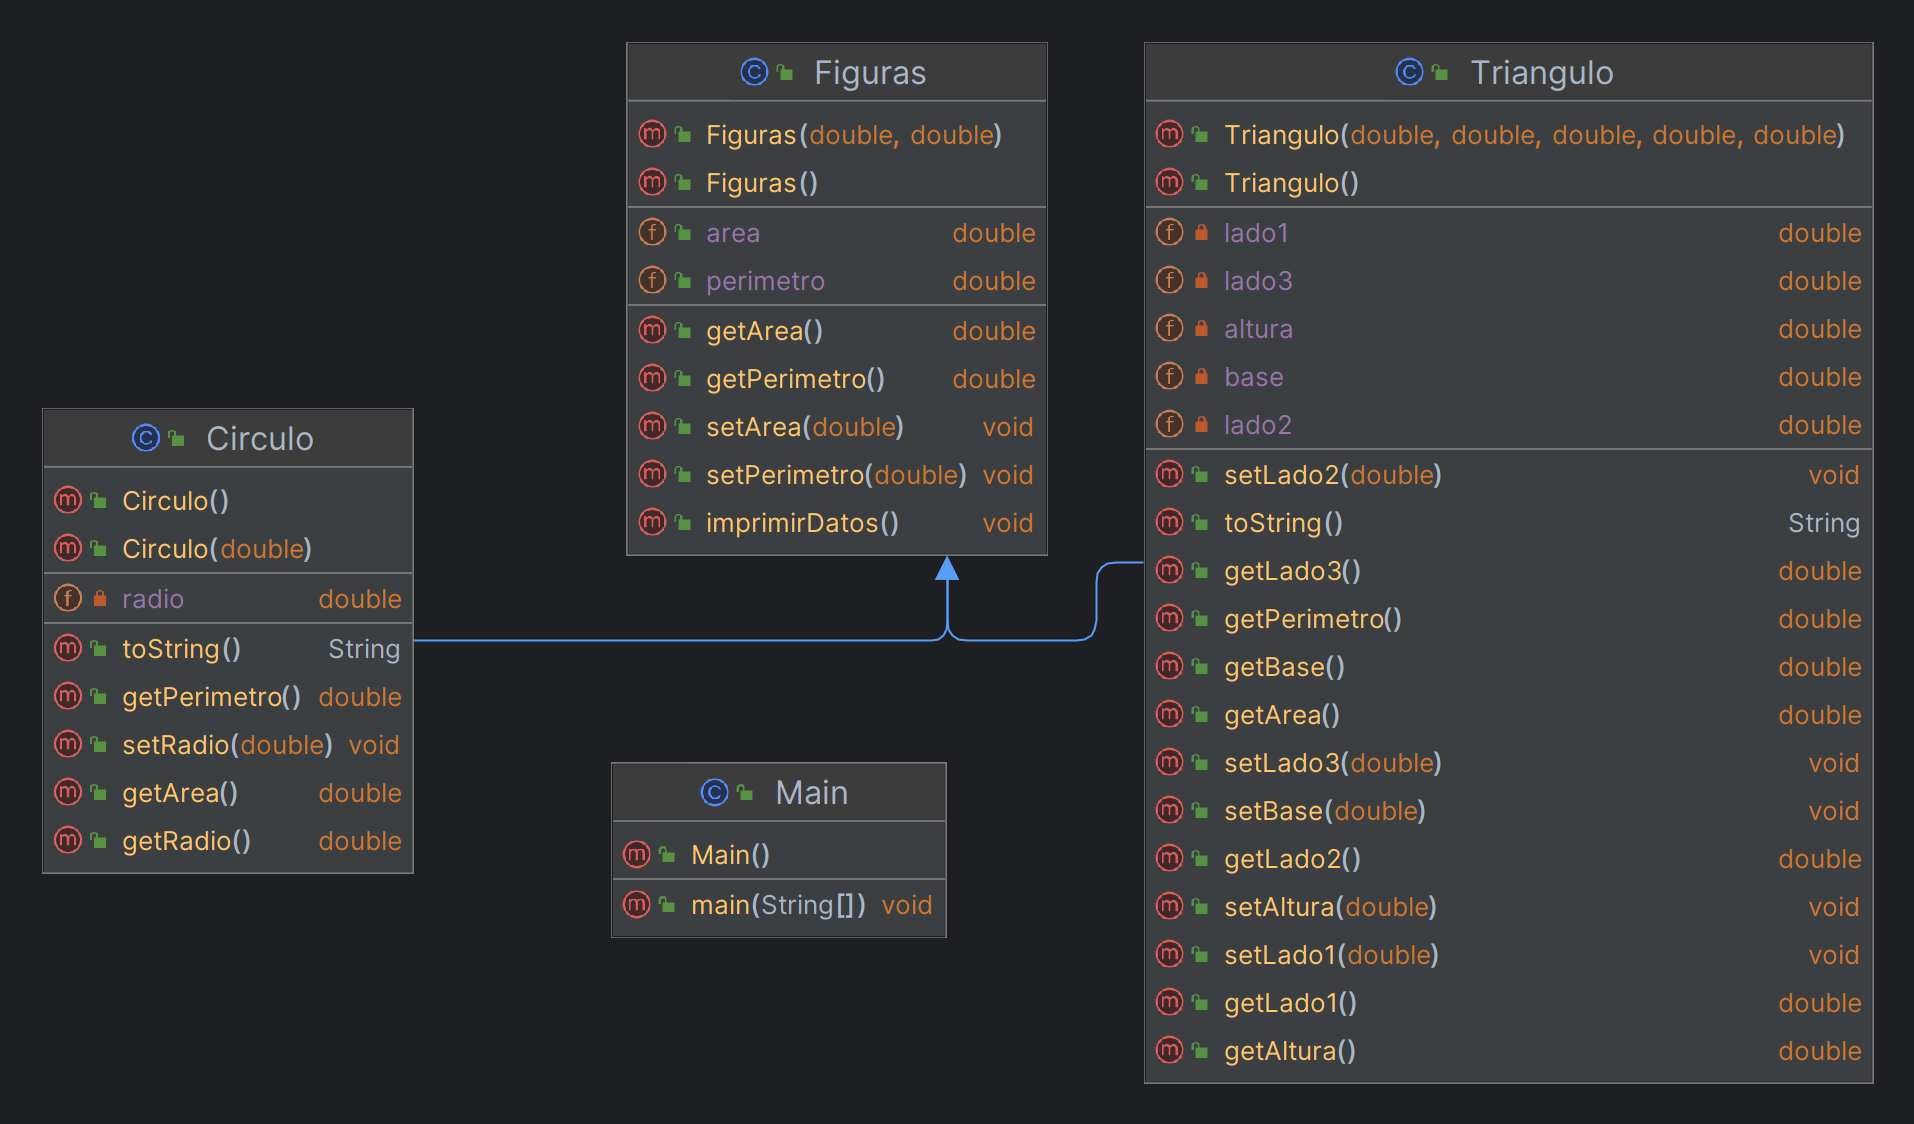 Figuras
Figuras(double, double)
Figuras()
area double
perimetro double
getArea() double
getPerimetro() double
setArea(double) void
setPerimetro(double) void
imprimirDatos() void
Triangulo
Triangulo(double, double, double, double, double)
Triangulo()
lado1 double
lado3 double
altura double
base double
lado2 double
setLado2(double) void
toString() String
getLado3() double
getPerimetro() double
getBase() double
getArea() double
setLado3(double) void
setBase(double) void
getLado2() double
setAltura(double) void
setLado1(double) void
getLado1() double
getAltura() double
Circulo
Circulo()
Circulo(double)
radio double
toString() String
getPerimetro() double
setRadio(double) void
getArea() double
getRadio() double
Main
Main()
main(String[]) void